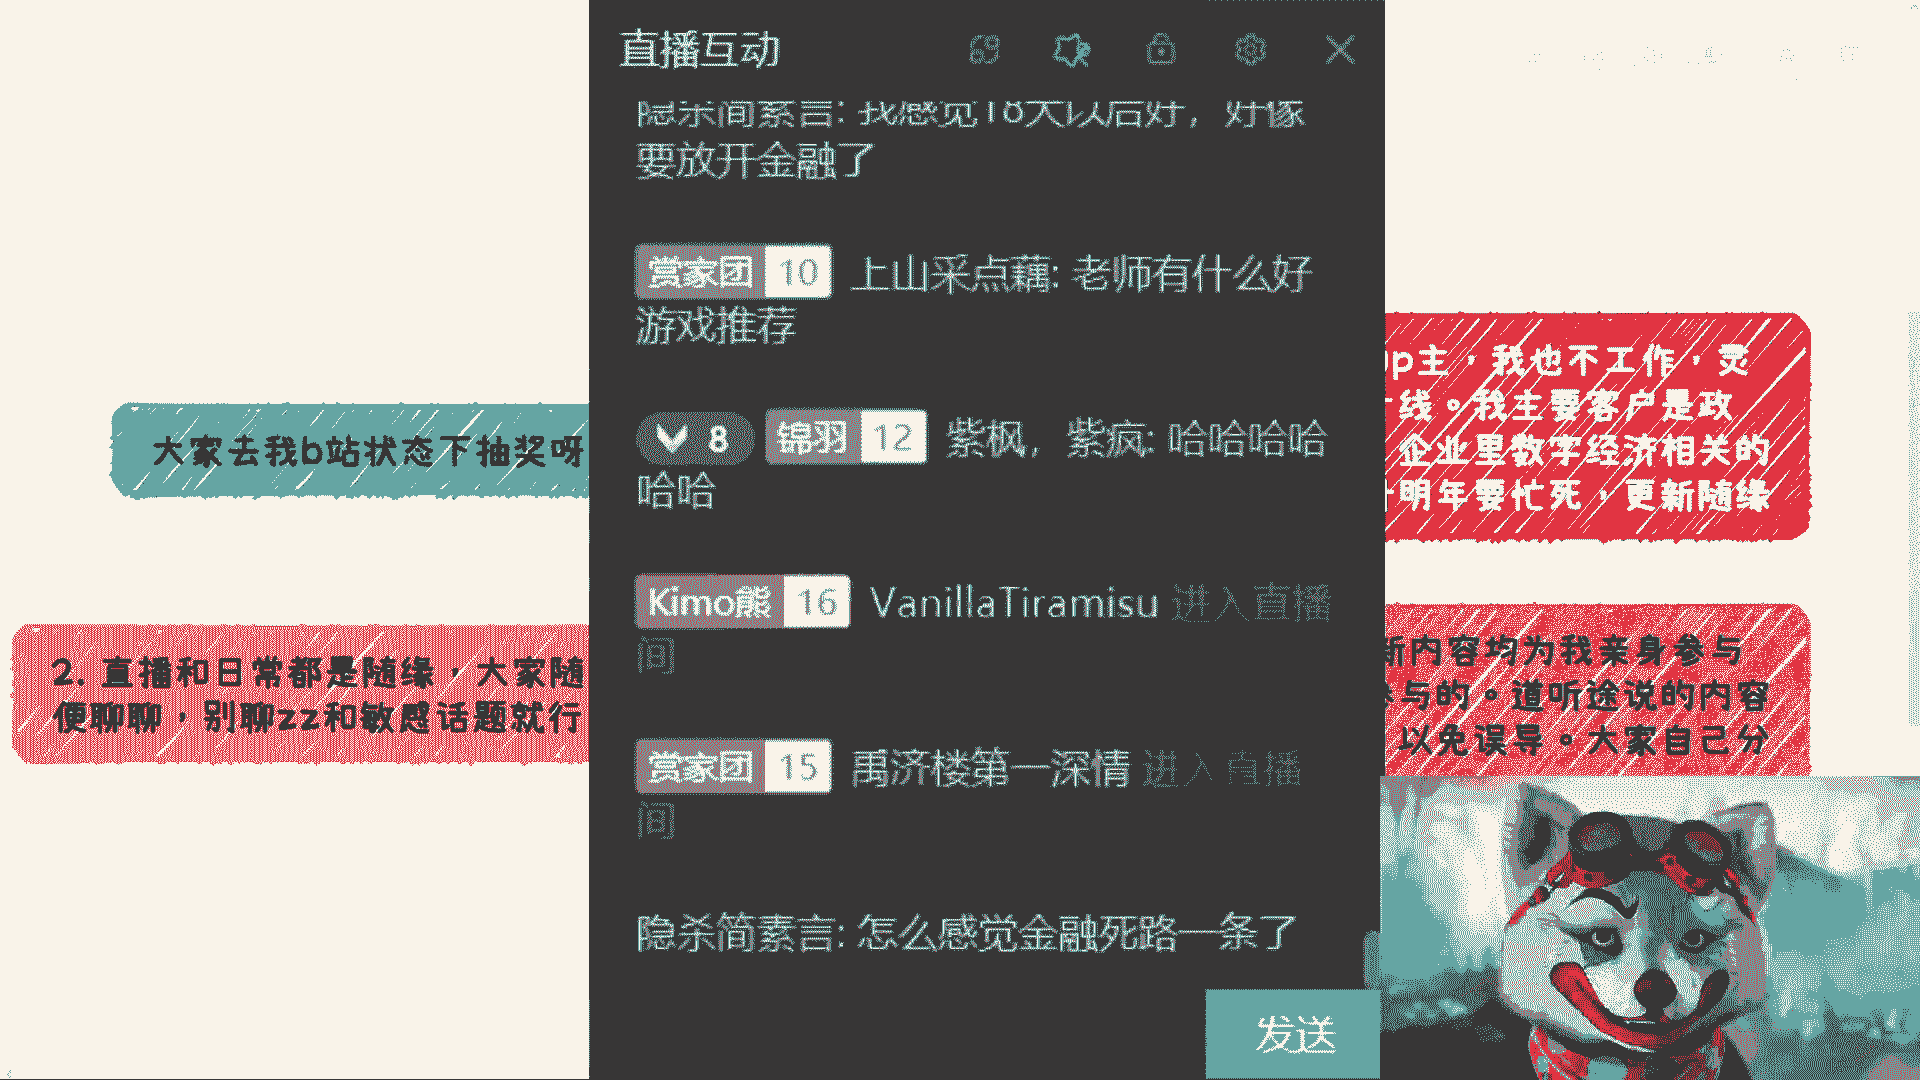 直播互动
隐杀简素言: 我感觉18大以后好，好像
要放开金融了
赏家团 10 上山采点藕: 老师有什么好
游戏推荐
8 锦羽 12 紫枫，紫疯: 哈哈哈哈
哈哈
Kimo熊 16 VanillaTiramisu 进入直播
间
赏家团 15 禹济楼第一深情 进入直播
间
隐杀简素言: 怎么感觉金融死路一条了
发送
大家去我b站状态下抽奖呀
2. 直播和日常都是随缘，大家随
便聊聊，别聊zz和敏感话题就行
up主，我也不工作，灵
线。我主要客户是政
企业里数字经济相关的
明年要忙死，更新随缘
新内容均为我亲身参与
参与的。道听途说的内容
以免误导。大家自己分